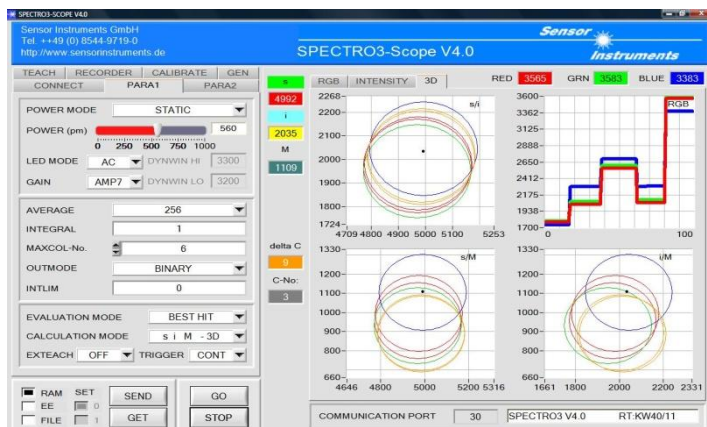 SPECTRO3-SCOPE V4.0
Sensor Instruments GmbH
Tel. ++49 (0) 8544-9719-0
http://www.sensorinstruments.de
SPECTRO3-Scope V4.0
Sensor
Instruments
TEACH RECORDER CALIBRATE GEN
CONNECT PARA1 PARA2
POWER MODE STATIC
POWER (pm) 560
0 250 500 750 1000
LED MODE AC DYNWIN HI 3300
GAIN AMP7 DYNWIN LO 3200
AVERAGE 256
INTEGRAL 1
MAXCOL-No. 6
OUTMODE BINARY
INTLIM 0
EVALUATION MODE BEST HIT
CALCULATION MODE s i M - 3D
EXTEACH OFF TRIGGER CONT
RAM SET
EE 0
FILE 1
SEND GO
GET STOP
s
4992
i
2035
M
1109
delta C
9
C-No:
3
RGB INTENSITY 3D
RED 3565 GRN 3583 BLUE 3383
s/i
2268-
2200-
2100-
2000-
1900-
1800-
1724-
4709 4800 4900 5000 5100 5253
RGB
3600-
3362-
3125-
2888-
2650-
2412-
2175-
1938-
1700-
0 100
s/M
1330-
1200-
1100-
1000-
900-
800-
660-
4646 4800 5000 5200 5316
i/M
1330-
1200-
1100-
1000-
900-
800-
660-
1661 1800 2000 2200 2331
COMMUNICATION PORT 30 SPECTRO3 V4.0 RT:KW40/11